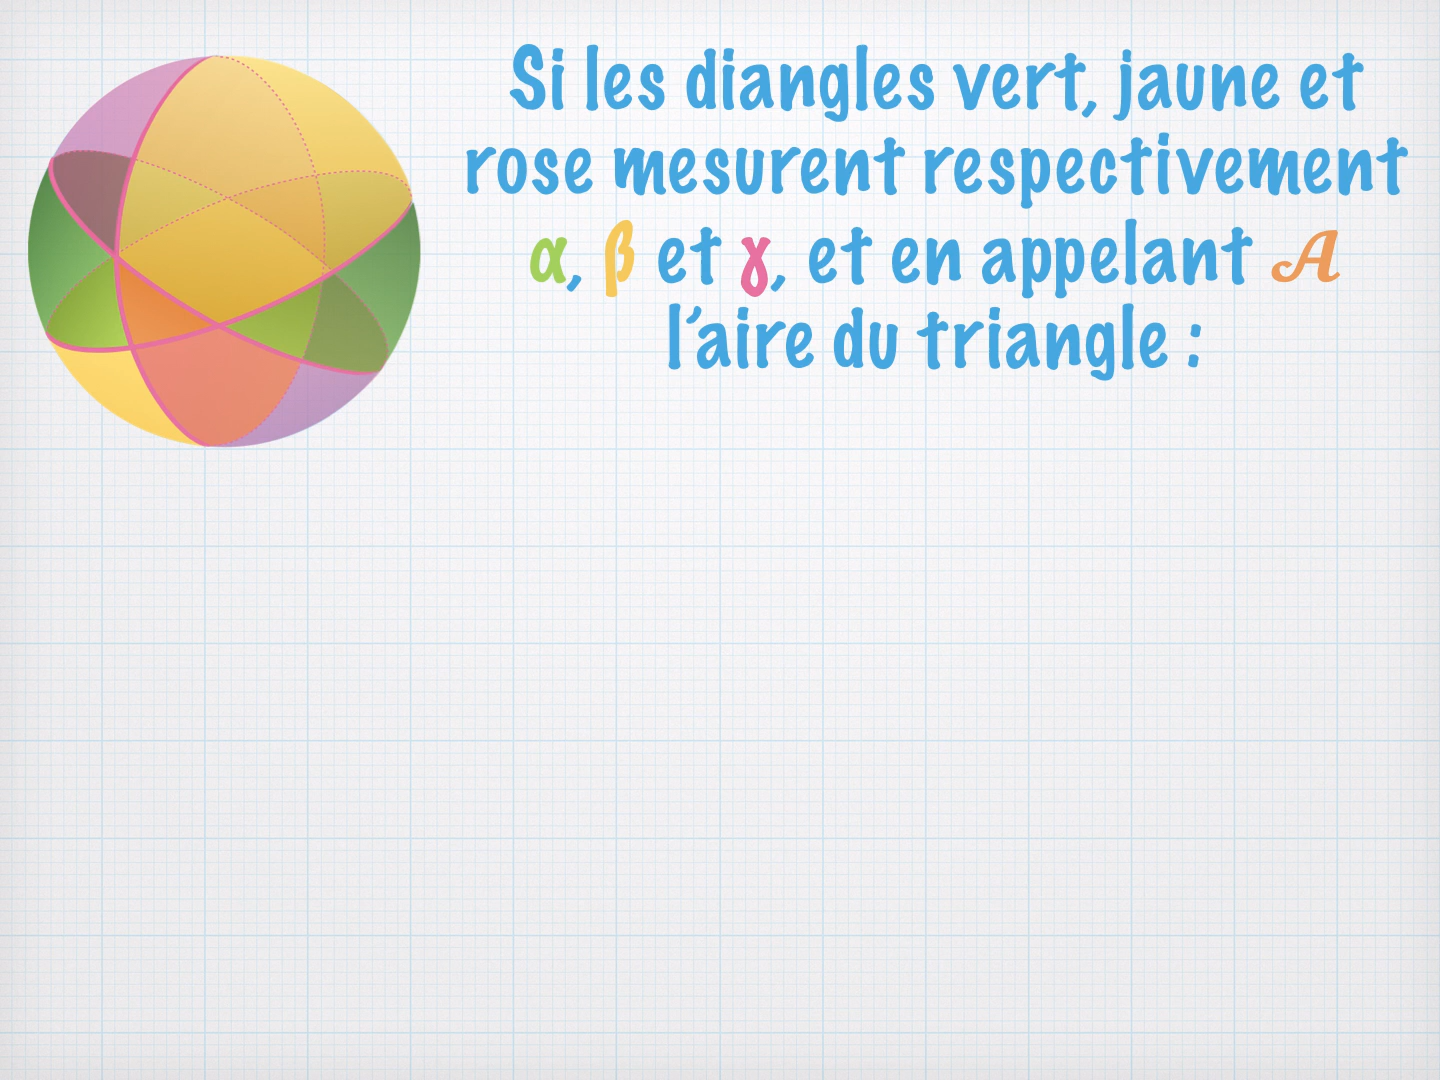 Si les diangles vert, jaune et
rose mesurent respectivement
α, β et γ, et en appelant A
l’aire du triangle :